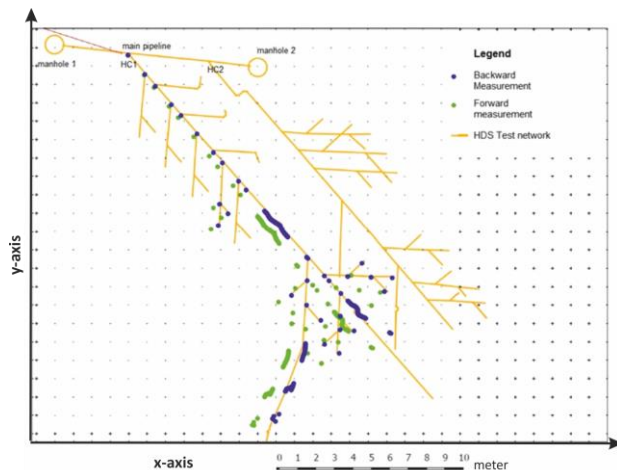 main pipeline
manhole 1
HC1
HC2
manhole 2
Legend
Backward
Measurement
Forward
measurement
HDS Test network
y-axis
x-axis
0 1 2 3 4 5 6 7 8 9 10
meter